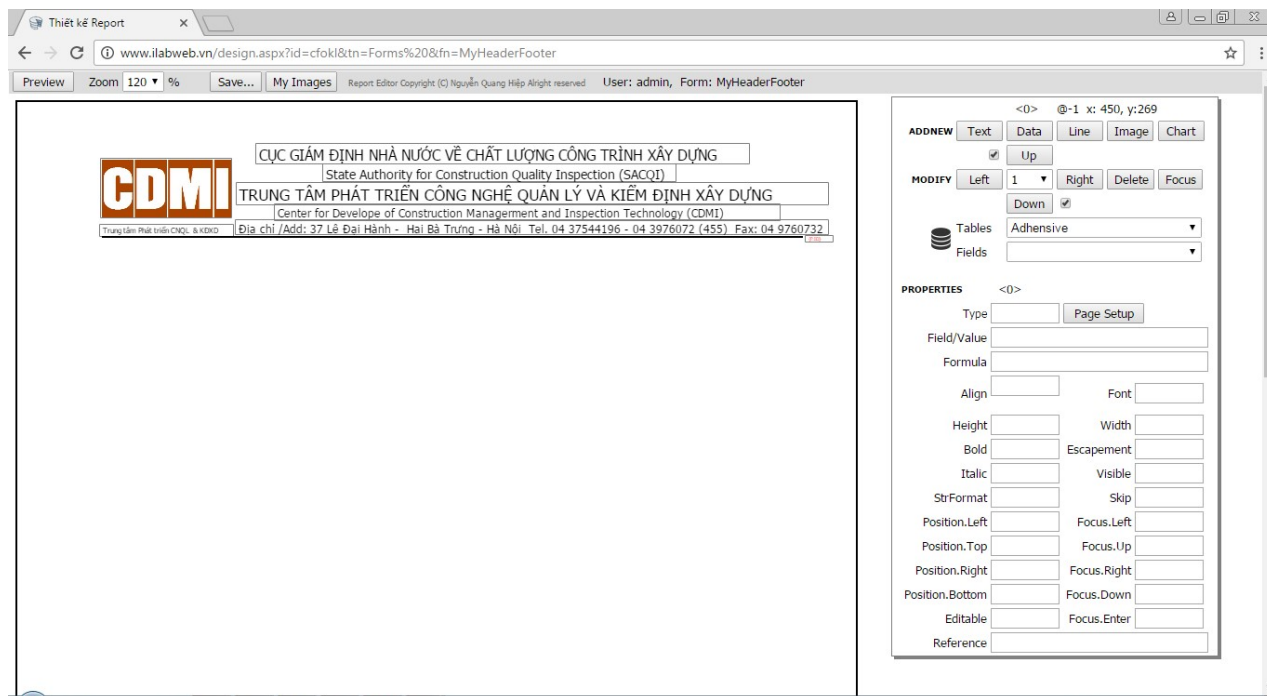 Thiết kế Report
www.ilabweb.vn/design.aspx?id=cfokl&tn=Forms%20&fn=MyHeaderFooter
Preview Zoom 120 % Save... My Images Report Editor Copyright (C) Nguyễn Quang Hiệp Alright reserved User: admin, Form: MyHeaderFooter
CỤC GIÁM ĐỊNH NHÀ NƯỚC VỀ CHẤT LƯỢNG CÔNG TRÌNH XÂY DỰNG
State Authority for Construction Quality Inspection (SACQI)
CDMI
TRUNG TÂM PHÁT TRIỂN CÔNG NGHỆ QUẢN LÝ VÀ KIỂM ĐỊNH XÂY DỰNG
Center for Develope of Construction Managerment and Inspection Technology (CDMI)
Trung tâm Phát triển CNQL & KDXD
Địa chỉ /Add: 37 Lê Đại Hành - Hai Bà Trưng - Hà Nội Tel. 04 37544196 - 04 3976072 (455) Fax: 04 9760732
<0> @-1 x: 450, y:269
ADDNEW Text Data Line Image Chart
Up
MODIFY Left 1 Right Delete Focus
Down
Tables Adhensive
Fields
PROPERTIES <0>
Type Page Setup
Field/Value
Formula
Align Font
Height Width
Bold Escapement
Italic Visible
StrFormat Skip
Position.Left Focus.Left
Position.Top Focus.Up
Position.Right Focus.Right
Position.Bottom Focus.Down
Editable Focus.Enter
Reference